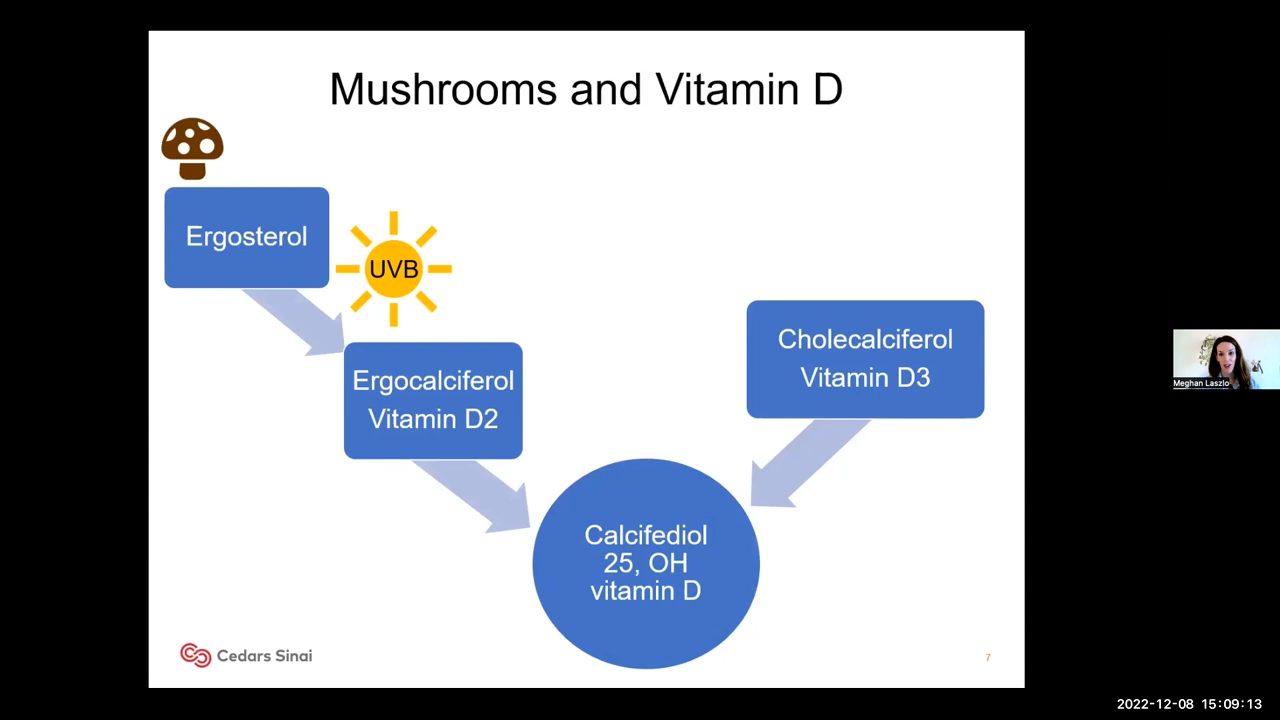 Mushrooms and Vitamin D
Ergosterol
UVB
Ergocalciferol
Vitamin D2
Cholecalciferol
Vitamin D3
Calcifediol
25, OH
vitamin D
Cedars Sinai
7
Meghan Laszlo
2022-12-08 15:09:13